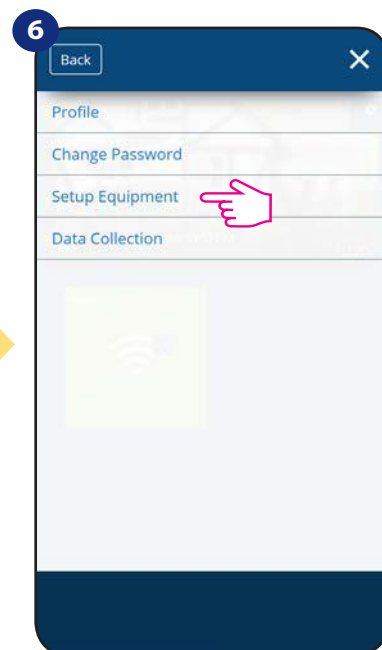 6
Back
Profile
Change Password
Setup Equipment
Data Collection